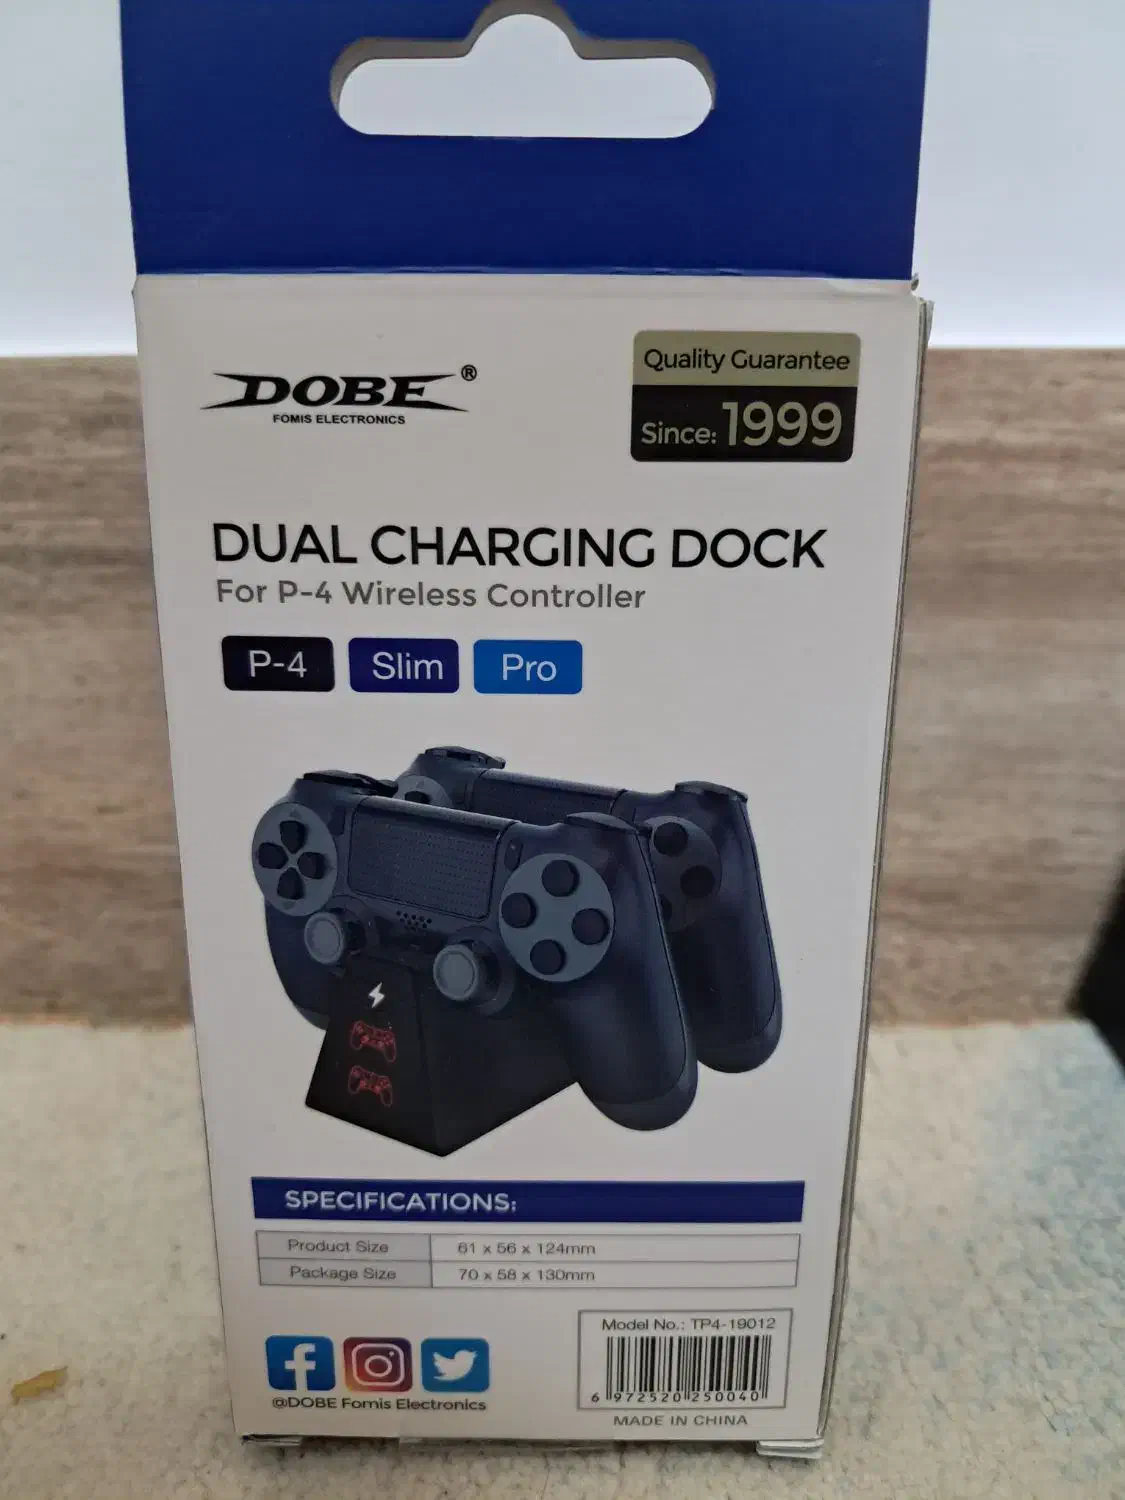 DOBE®
FOMIS ELECTRONICS
Quality Guarantee
Since: 1999
DUAL CHARGING DOCK
For P-4 Wireless Controller
P-4 Slim Pro
SPECIFICATIONS:
Product Size 61 x 56 x 124mm
Package Size 70 x 58 x 130mm
@DOBE Fomis Electronics
Model No.: TP4-19012
6 972520 250040
MADE IN CHINA